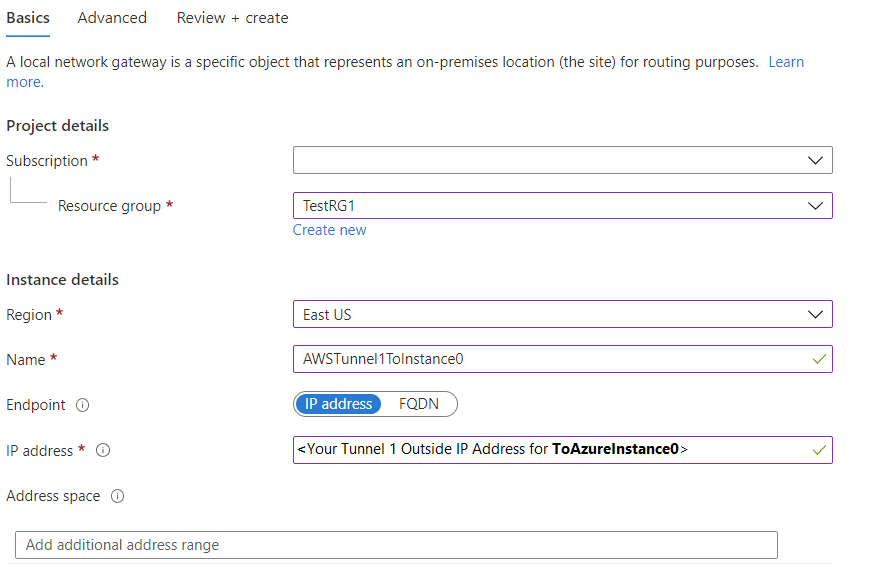 Basics Advanced Review + create
A local network gateway is a specific object that represents an on-premises location (the site) for routing purposes. Learn
more.
Project details
Subscription *
Resource group * TestRG1
Create new
Instance details
Region * East US
Name * AWSTunnel1ToInstance0
Endpoint IP address FQDN
IP address * <Your Tunnel 1 Outside IP Address for ToAzureInstance0>
Address space
Add additional address range